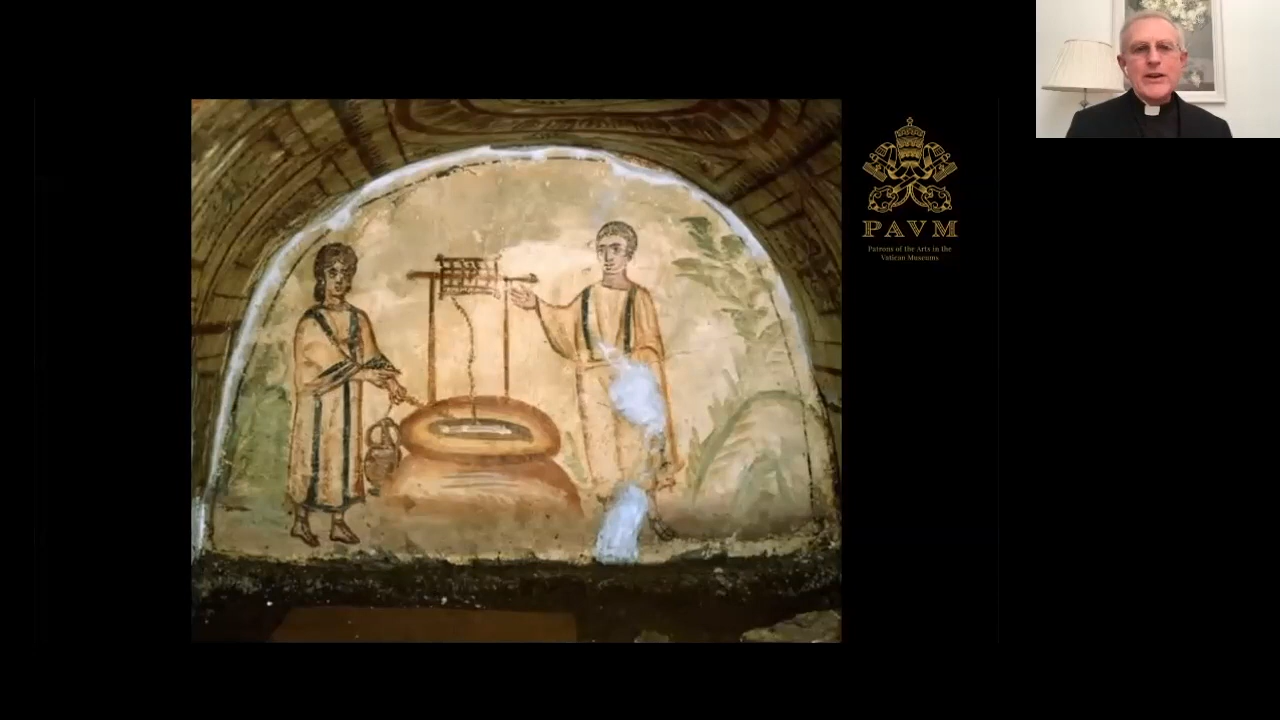 PAVM
Patrons of the Arts in the
Vatican Museums